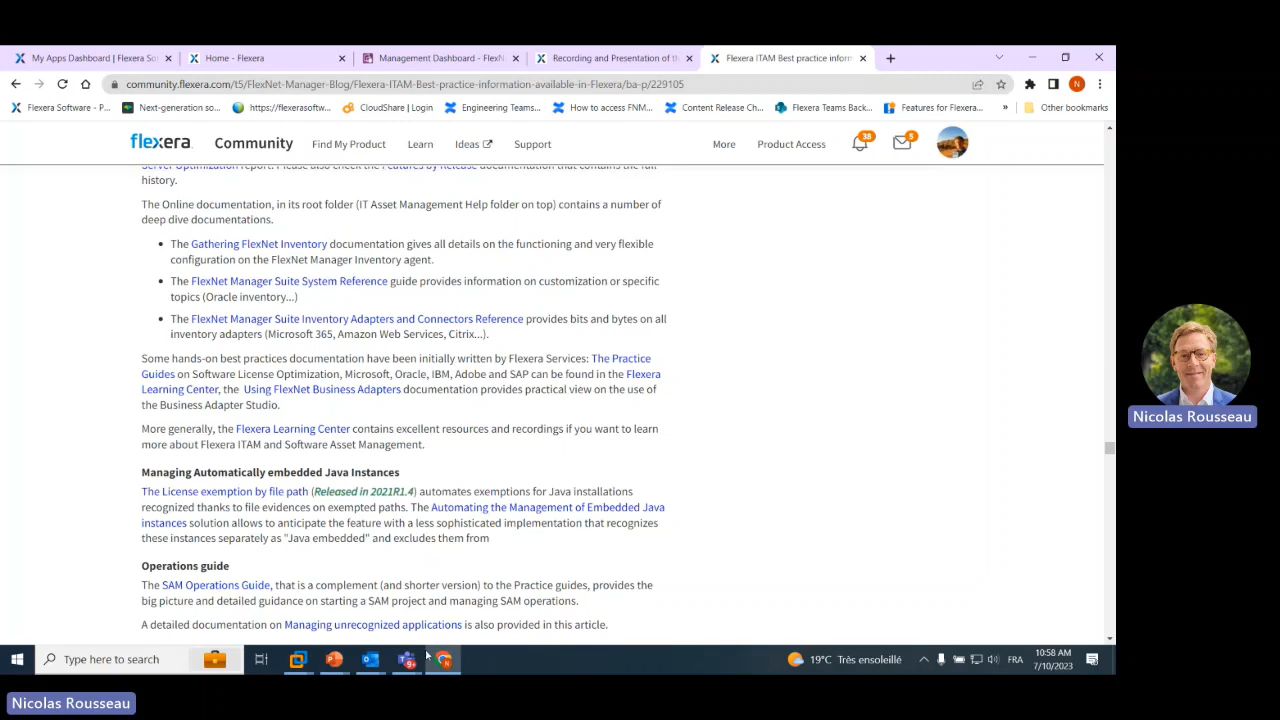 My Apps Dashboard | Flexera So
Home - Flexera
Management Dashboard - FlexN
Recording and Presentation of th
Flexera ITAM Best practice inform
community.flexera.com/t5/FlexNet-Manager-Blog/Flexera-ITAM-Best-practice-information-available-in-Flexera/ba-p/229105
N
Flexera Software - P...
Next-generation so...
https://flexerasoftw...
CloudShare | Login
Engineering Teams...
How to access FNM...
Content Release Ch...
Flexera Teams Back...
Features for Flexera...
»
Other bookmarks
flexera
Community
Find My Product
Learn
Ideas
Support
More
Product Access
38
5
Server Optimization report. Please also check the Features by Release documentation that contains the full
history.
The Online documentation, in its root folder (IT Asset Management Help folder on top) contains a number of
deep dive documentations.
• The Gathering FlexNet Inventory documentation gives all details on the functioning and very flexible
configuration on the FlexNet Manager Inventory agent.
• The FlexNet Manager Suite System Reference guide provides information on customization or specific
topics (Oracle inventory...)
• The FlexNet Manager Suite Inventory Adapters and Connectors Reference provides bits and bytes on all
inventory adapters (Microsoft 365, Amazon Web Services, Citrix...).
Some hands-on best practices documentation have been initially written by Flexera Services: The Practice
Guides on Software License Optimization, Microsoft, Oracle, IBM, Adobe and SAP can be found in the Flexera
Learning Center, the Using FlexNet Business Adapters documentation provides practical view on the use of
the Business Adapter Studio.
More generally, the Flexera Learning Center contains excellent resources and recordings if you want to learn
more about Flexera ITAM and Software Asset Management.
Managing Automatically embedded Java Instances
The License exemption by file path (Released in 2021R1.4) automates exemptions for Java installations
recognized thanks to file evidences on exempted paths. The Automating the Management of Embedded Java
instances solution allows to anticipate the feature with a less sophisticated implementation that recognizes
these instances separately as "Java embedded" and excludes them from
Operations guide
The SAM Operations Guide, that is a complement (and shorter version) to the Practice guides, provides the
big picture and detailed guidance on starting a SAM project and managing SAM operations.
A detailed documentation on Managing unrecognized applications is also provided in this article.
Type here to search
19°C Très ensoleillé
FRA
10:58 AM
7/10/2023
Nicolas Rousseau
Nicolas Rousseau